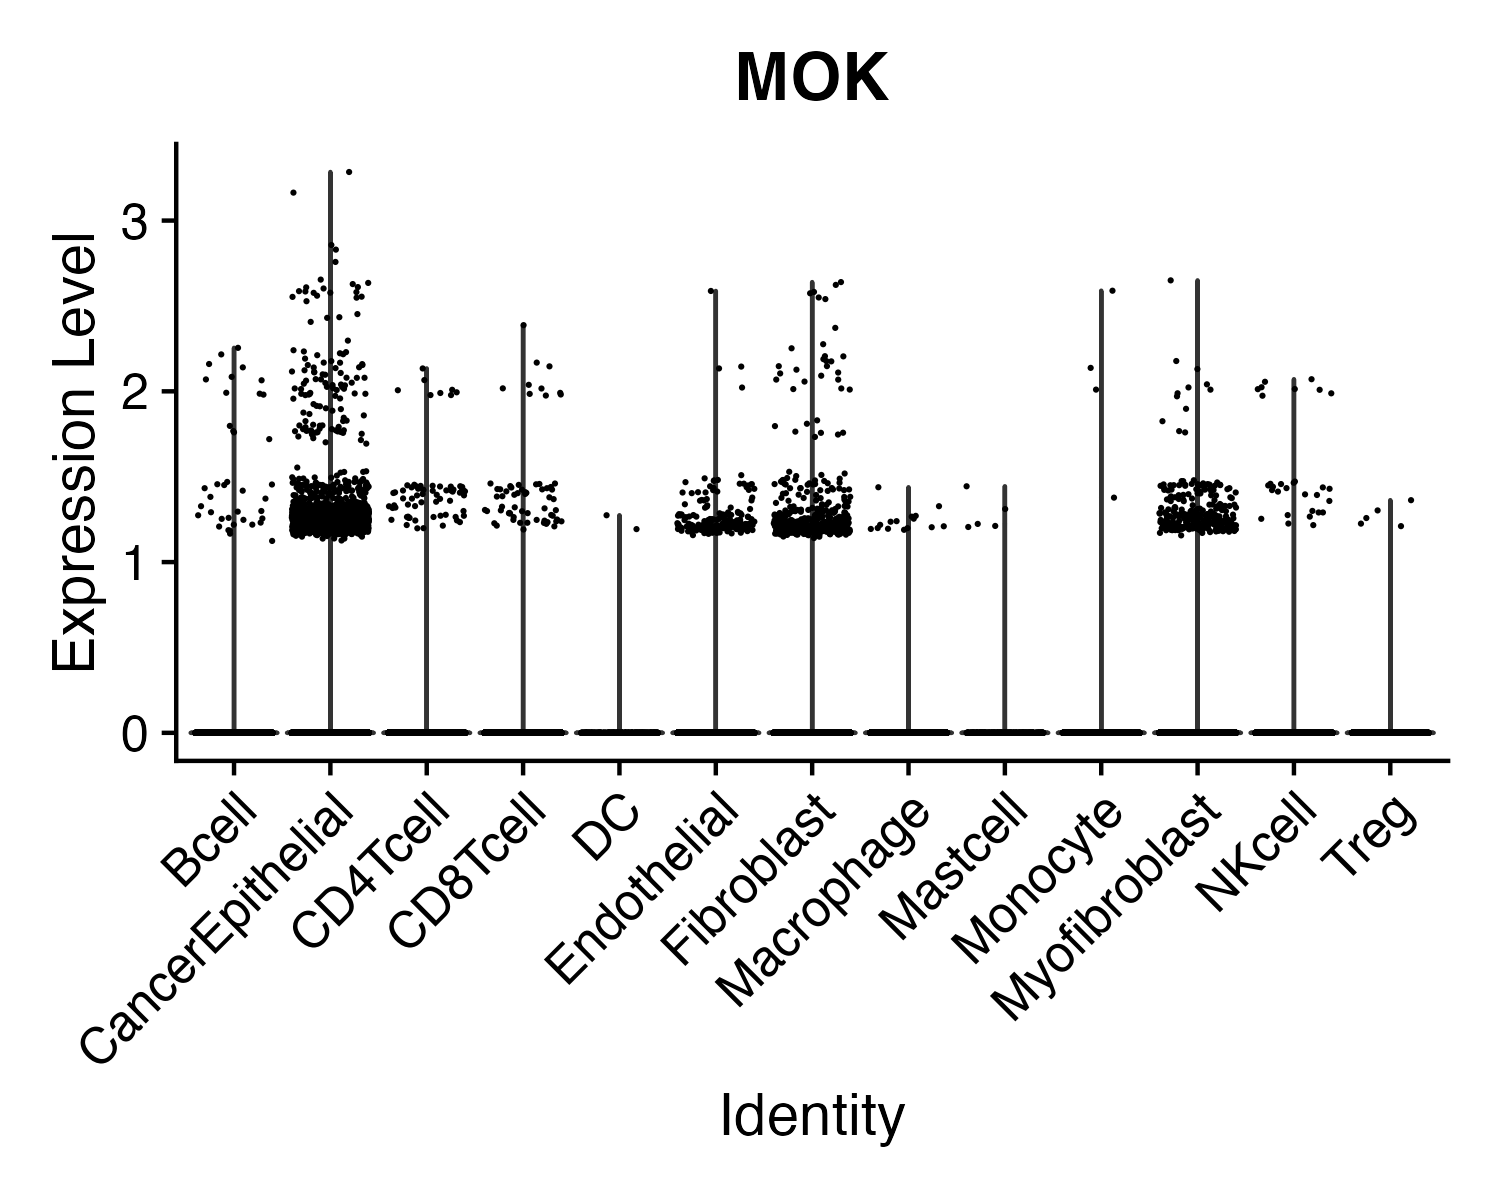 MOK
Expression Level
3
2
1
0
Bcell
CancerEpithelial
CD4Tcell
CD8Tcell
DC
Endothelial
Fibroblast
Macrophage
Mastcell
Monocyte
Myofibroblast
NKcell
Treg
Identity